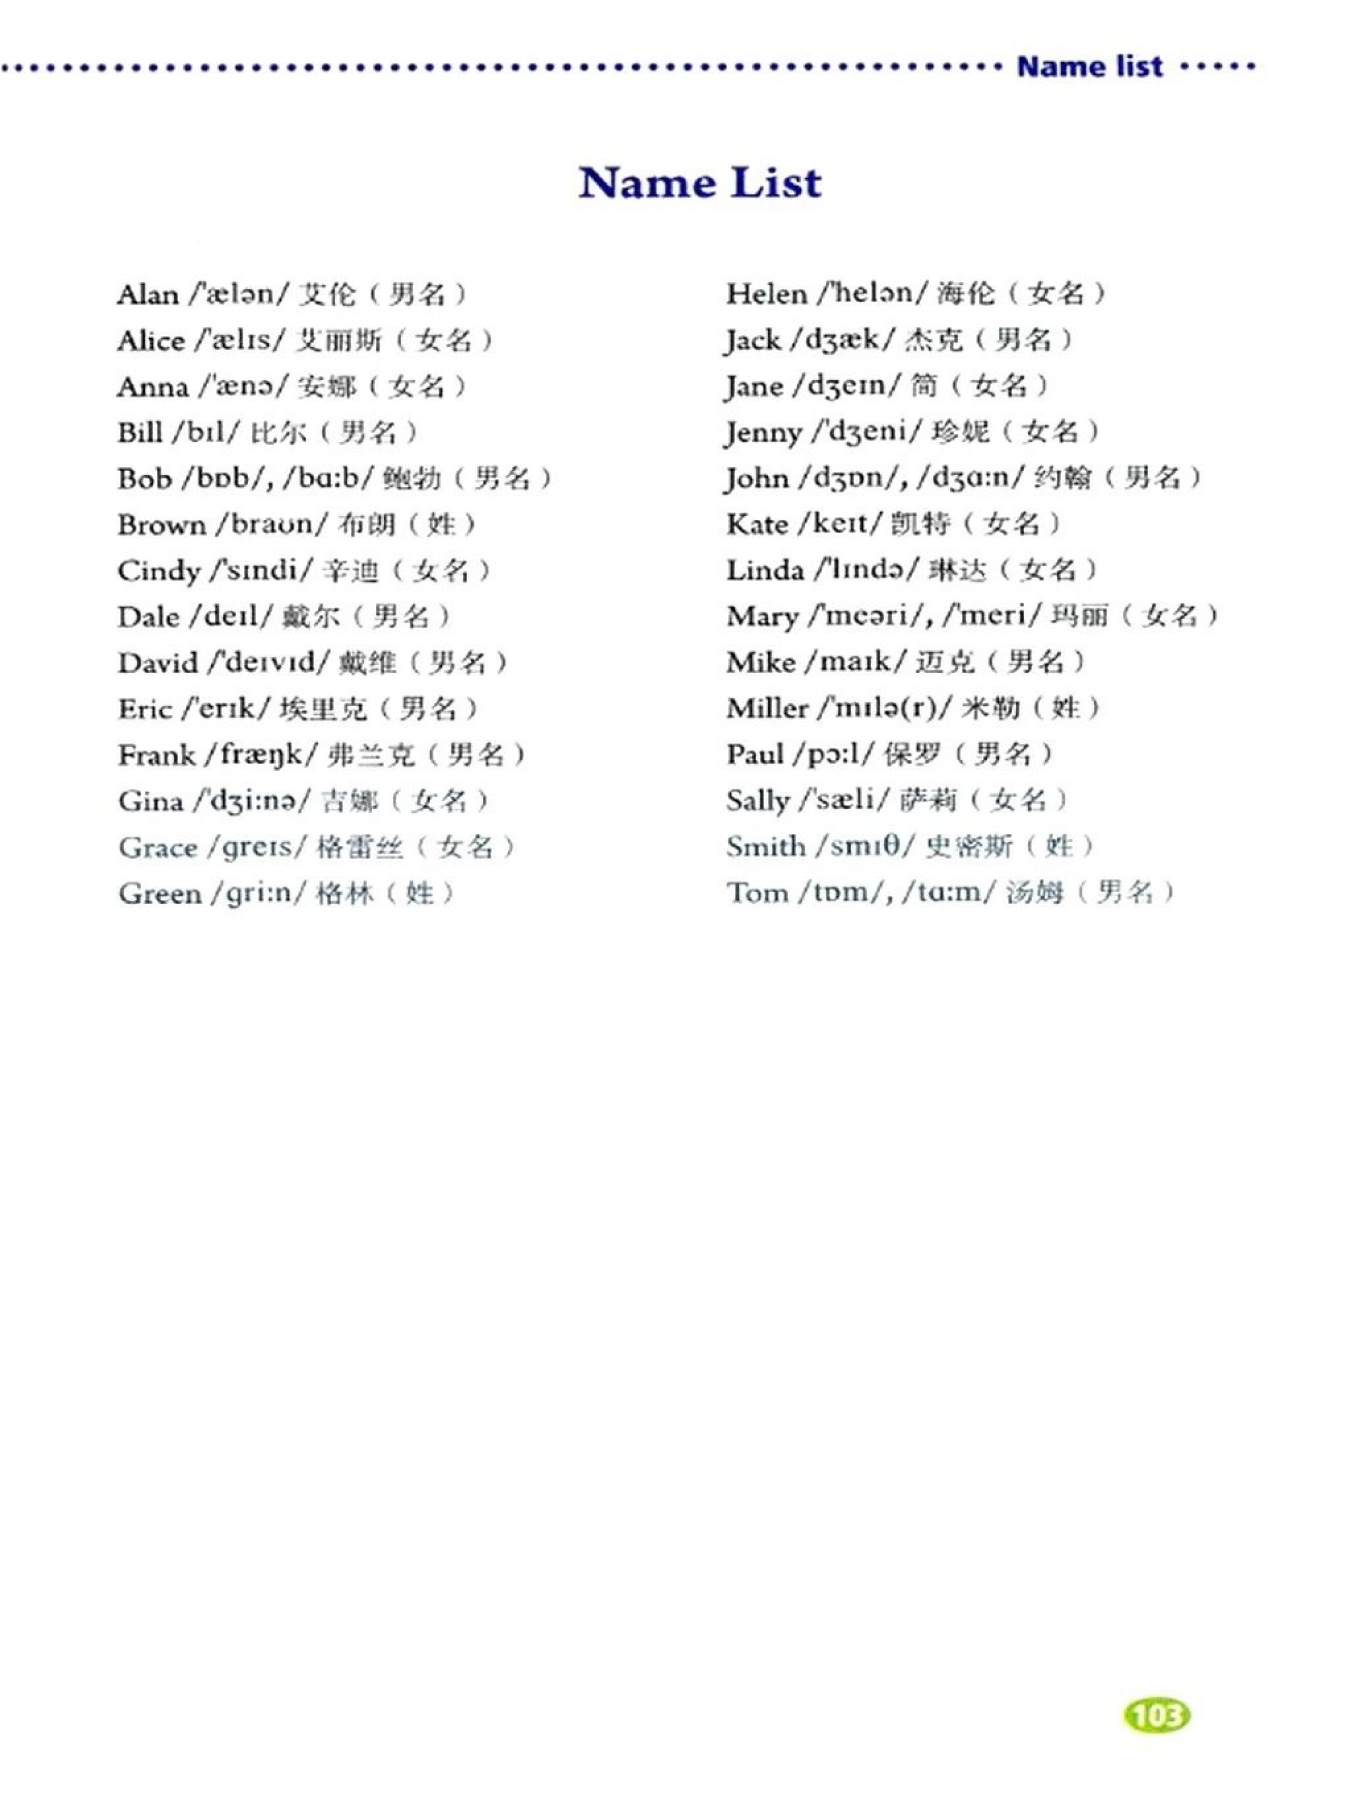 Name list
Name List
Alan /'ælən/ 艾伦（男名）
Alice /'ælɪs/ 艾丽斯（女名）
Anna /'ænə/ 安娜（女名）
Bill /bɪl/ 比尔（男名）
Bob /bɒb/, /bɑ:b/ 鲍勃（男名）
Brown /braʊn/ 布朗（姓）
Cindy /'sɪndi/ 辛迪（女名）
Dale /deɪl/ 戴尔（男名）
David /'deɪvɪd/ 戴维（男名）
Eric /'erɪk/ 埃里克（男名）
Frank /fræŋk/ 弗兰克（男名）
Gina /'dʒi:nə/ 吉娜（女名）
Grace /greɪs/ 格雷丝（女名）
Green /gri:n/ 格林（姓）
Helen /'helən/ 海伦（女名）
Jack /dʒæk/ 杰克（男名）
Jane /dʒeɪn/ 简（女名）
Jenny /'dʒeni/ 珍妮（女名）
John /dʒɒn/, /dʒɑ:n/ 约翰（男名）
Kate /keɪt/ 凯特（女名）
Linda /'lɪndə/ 琳达（女名）
Mary /'meəri/, /'meri/ 玛丽（女名）
Mike /maɪk/ 迈克（男名）
Miller /'mɪlə(r)/ 米勒（姓）
Paul /pɔ:l/ 保罗（男名）
Sally /'sæli/ 萨莉（女名）
Smith /smɪθ/ 史密斯（姓）
Tom /tɒm/, /tɑ:m/ 汤姆（男名）
103